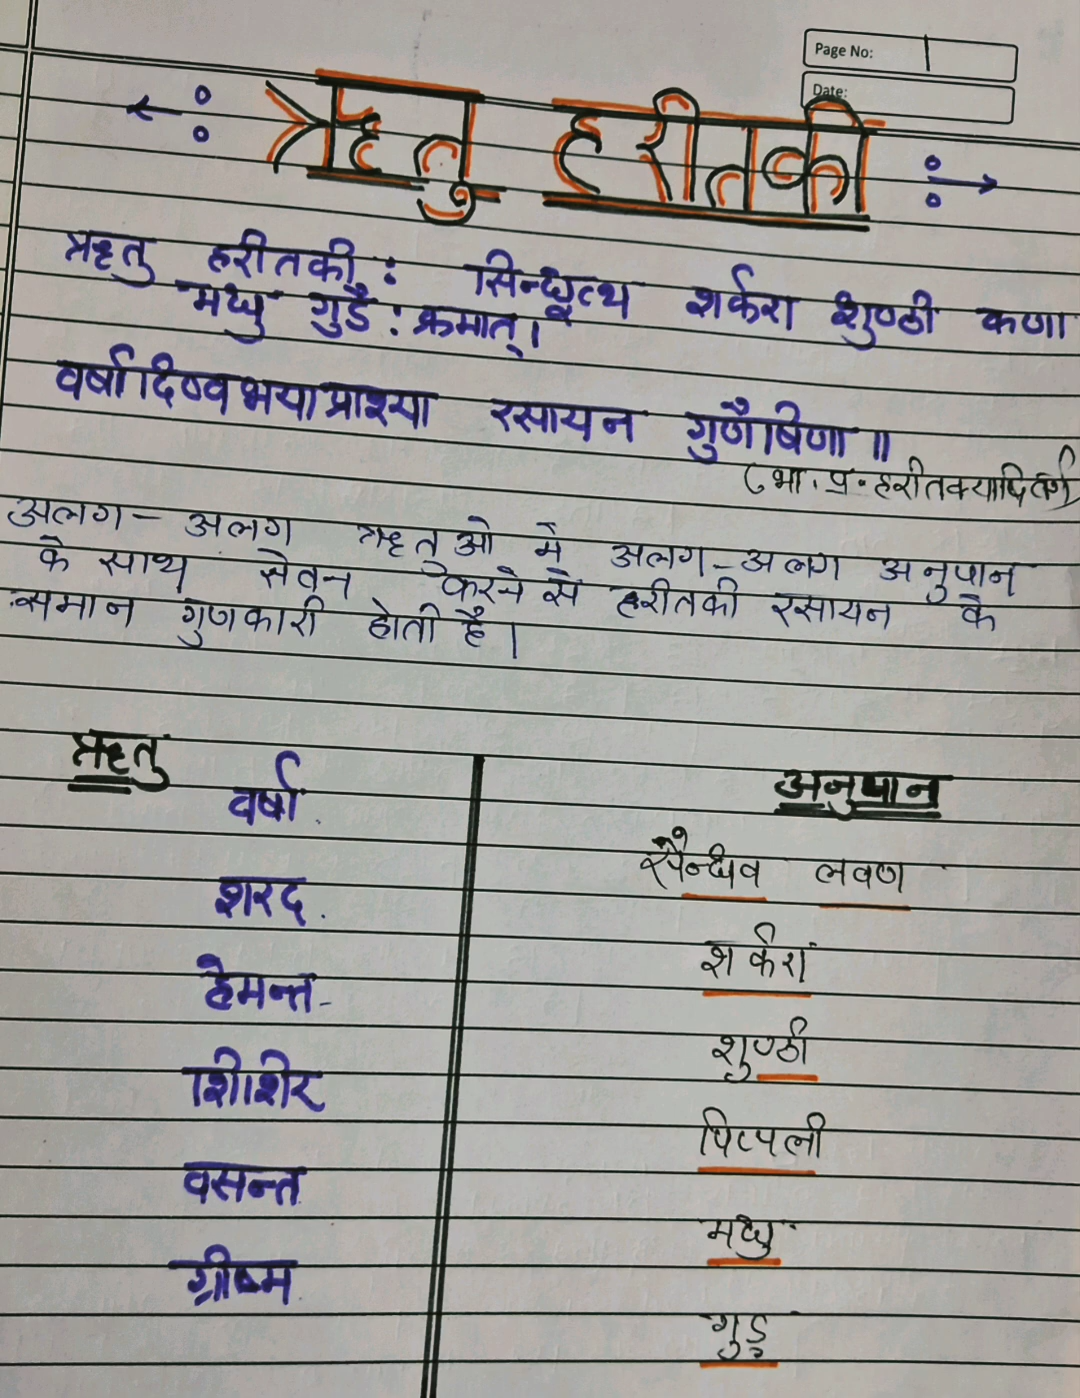 Page No: 1
Date:
ऋतु हरीतकी
ऋतु हरीतकी: सिन्धूत्थ शर्करा शुण्ठी कणा
मधु गुडै: क्रमात्।
वर्षादिष्वभयाप्राश्या रसायन गुणैषिणा ॥
(भा. प्र. हरीतक्यादि वर्ग)
अलग- अलग ऋतुओ मे अलग-अलग अनुपान
के साथ सेवन करने से हरीतकी रसायन के
समान गुणकारी होती है।
ऋतु अनुपान
वर्षा सैन्धव लवण
शरद शर्करा
हेमन्त- शुण्ठी
शिशिर पिप्पली
वसन्त मधु
ग्रीष्म गुड़